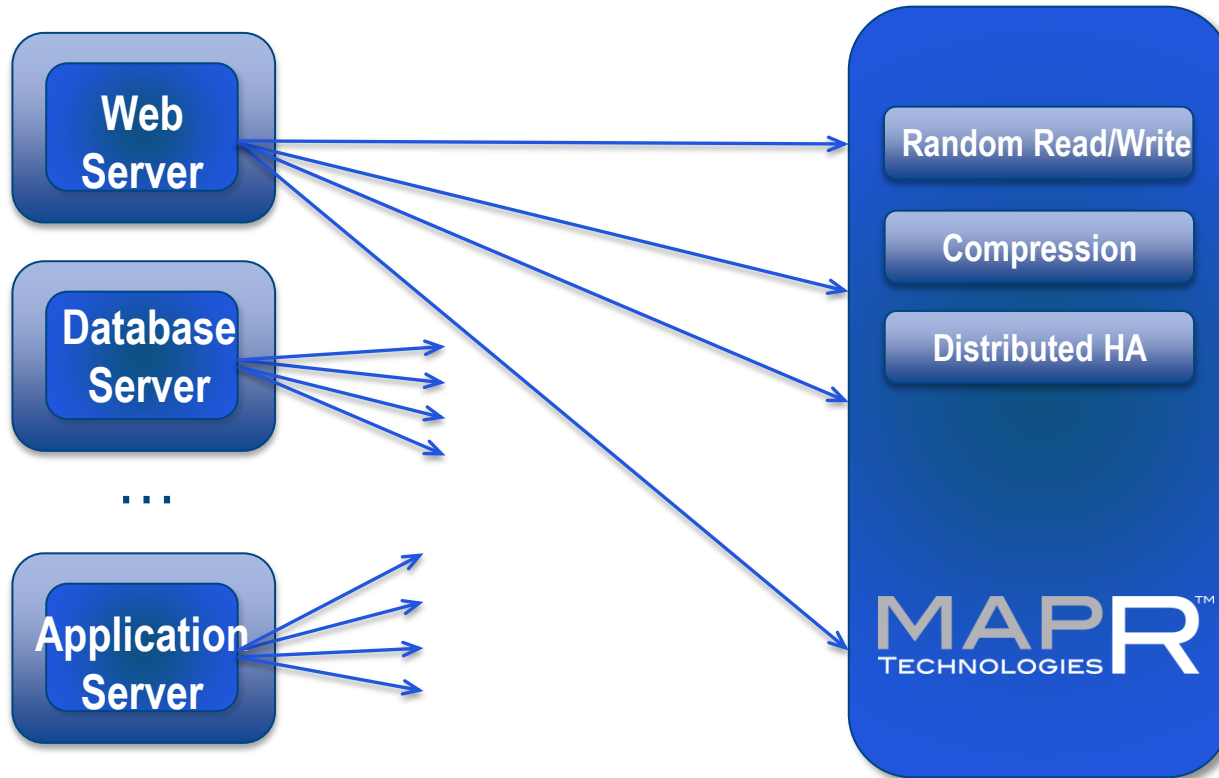 Web
Server
Database
Server
...
Application
Server
Random Read/Write
Compression
Distributed HA
MAPR™
TECHNOLOGIES